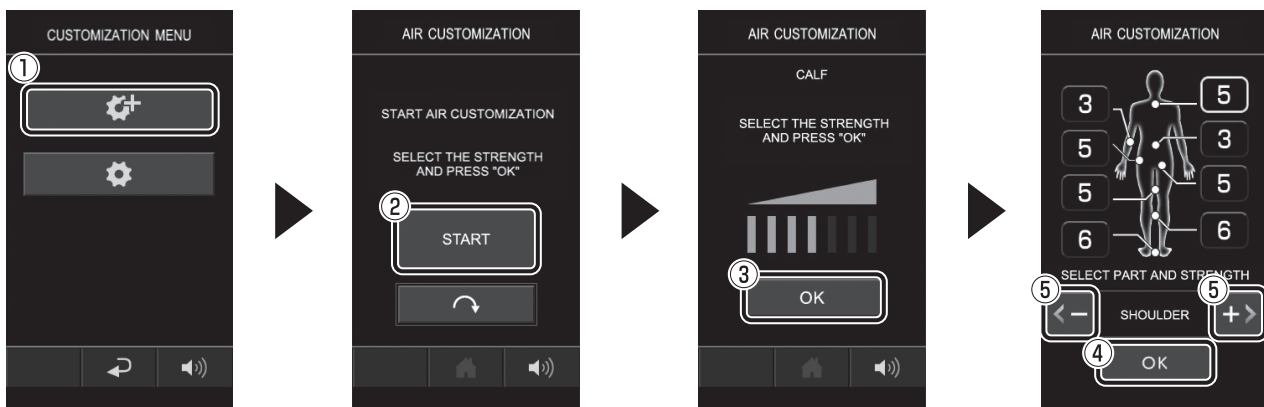 CUSTOMIZATION MENU
①
AIR CUSTOMIZATION
START AIR CUSTOMIZATION
SELECT THE STRENGTH
AND PRESS "OK"
②
START
AIR CUSTOMIZATION
CALF
SELECT THE STRENGTH
AND PRESS "OK"
③
OK
AIR CUSTOMIZATION
3 5
5 3
5 5
6 6
SELECT PART AND STRENGTH
⑤ ⑤
< − SHOULDER + >
④
OK